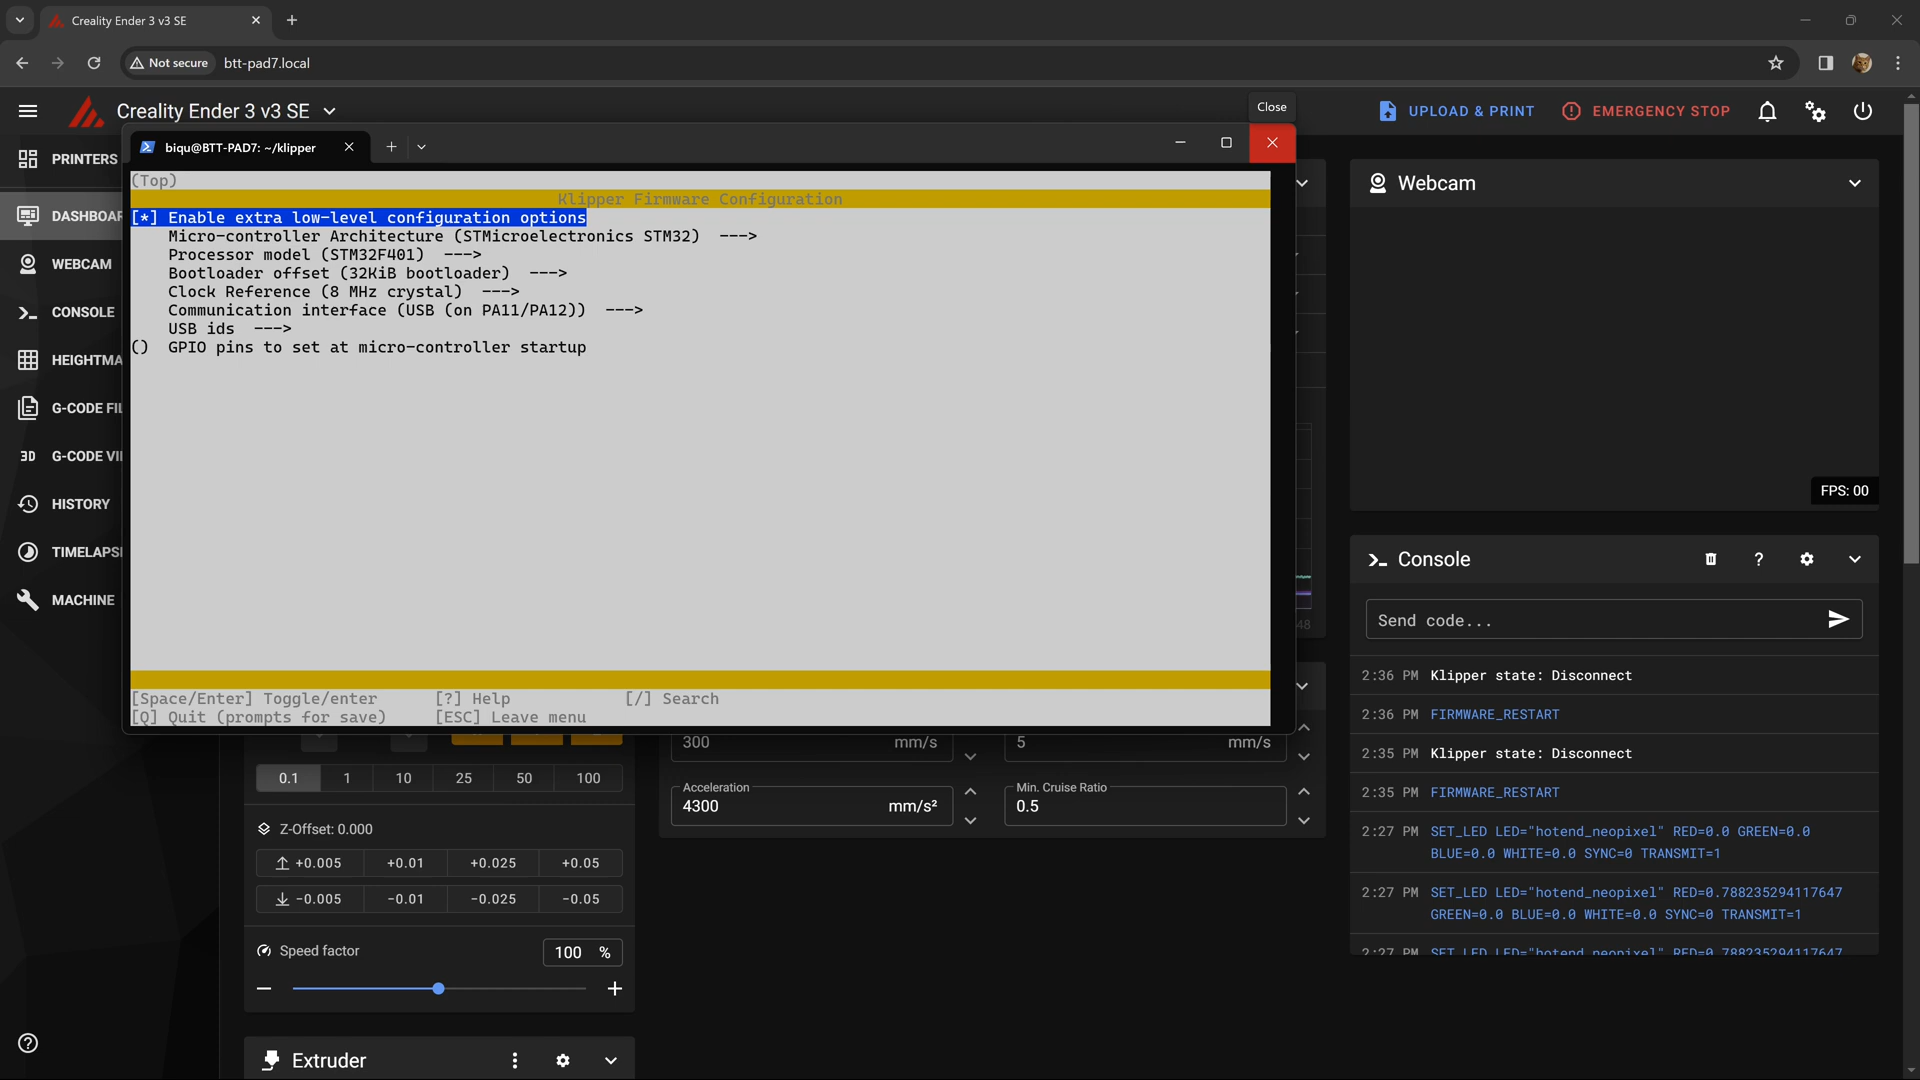 Creality Ender 3 v3 SE
Not secure
btt-pad7.local
Creality Ender 3 v3 SE
Close
UPLOAD & PRINT
EMERGENCY STOP
PRINTERS
DASHBOAR
WEBCAM
CONSOLE
HEIGHTMA
G-CODE FIL
3D G-CODE VI
HISTORY
TIMELAPS
MACHINE
biqu@BTT-PAD7: ~/klipper
(Top)
Klipper Firmware Configuration
[*] Enable extra low-level configuration options
Micro-controller Architecture (STMicroelectronics STM32) --->
Processor model (STM32F401) --->
Bootloader offset (32KiB bootloader) --->
Clock Reference (8 MHz crystal) --->
Communication interface (USB (on PA11/PA12)) --->
USB ids --->
() GPIO pins to set at micro-controller startup
[Space/Enter] Toggle/enter [?] Help [/] Search
[Q] Quit (prompts for save) [ESC] Leave menu
48
0.1 1 10 25 50 100
Z-Offset: 0.000
+0.005 +0.01 +0.025 +0.05
-0.005 -0.01 -0.025 -0.05
Speed factor
100 %
Extruder
300 mm/s
5 mm/s
Acceleration
4300 mm/s²
Min. Cruise Ratio
0.5
Webcam
FPS: 00
Console
Send code...
2:36 PM Klipper state: Disconnect
2:36 PM FIRMWARE_RESTART
2:35 PM Klipper state: Disconnect
2:35 PM FIRMWARE_RESTART
2:27 PM SET_LED LED="hotend_neopixel" RED=0.0 GREEN=0.0
BLUE=0.0 WHITE=0.0 SYNC=0 TRANSMIT=1
2:27 PM SET_LED LED="hotend_neopixel" RED=0.788235294117647
GREEN=0.0 BLUE=0.0 WHITE=0.0 SYNC=0 TRANSMIT=1
2:27 PM SET_LED LED="hotend_neopixel" RED=0.788235294117647